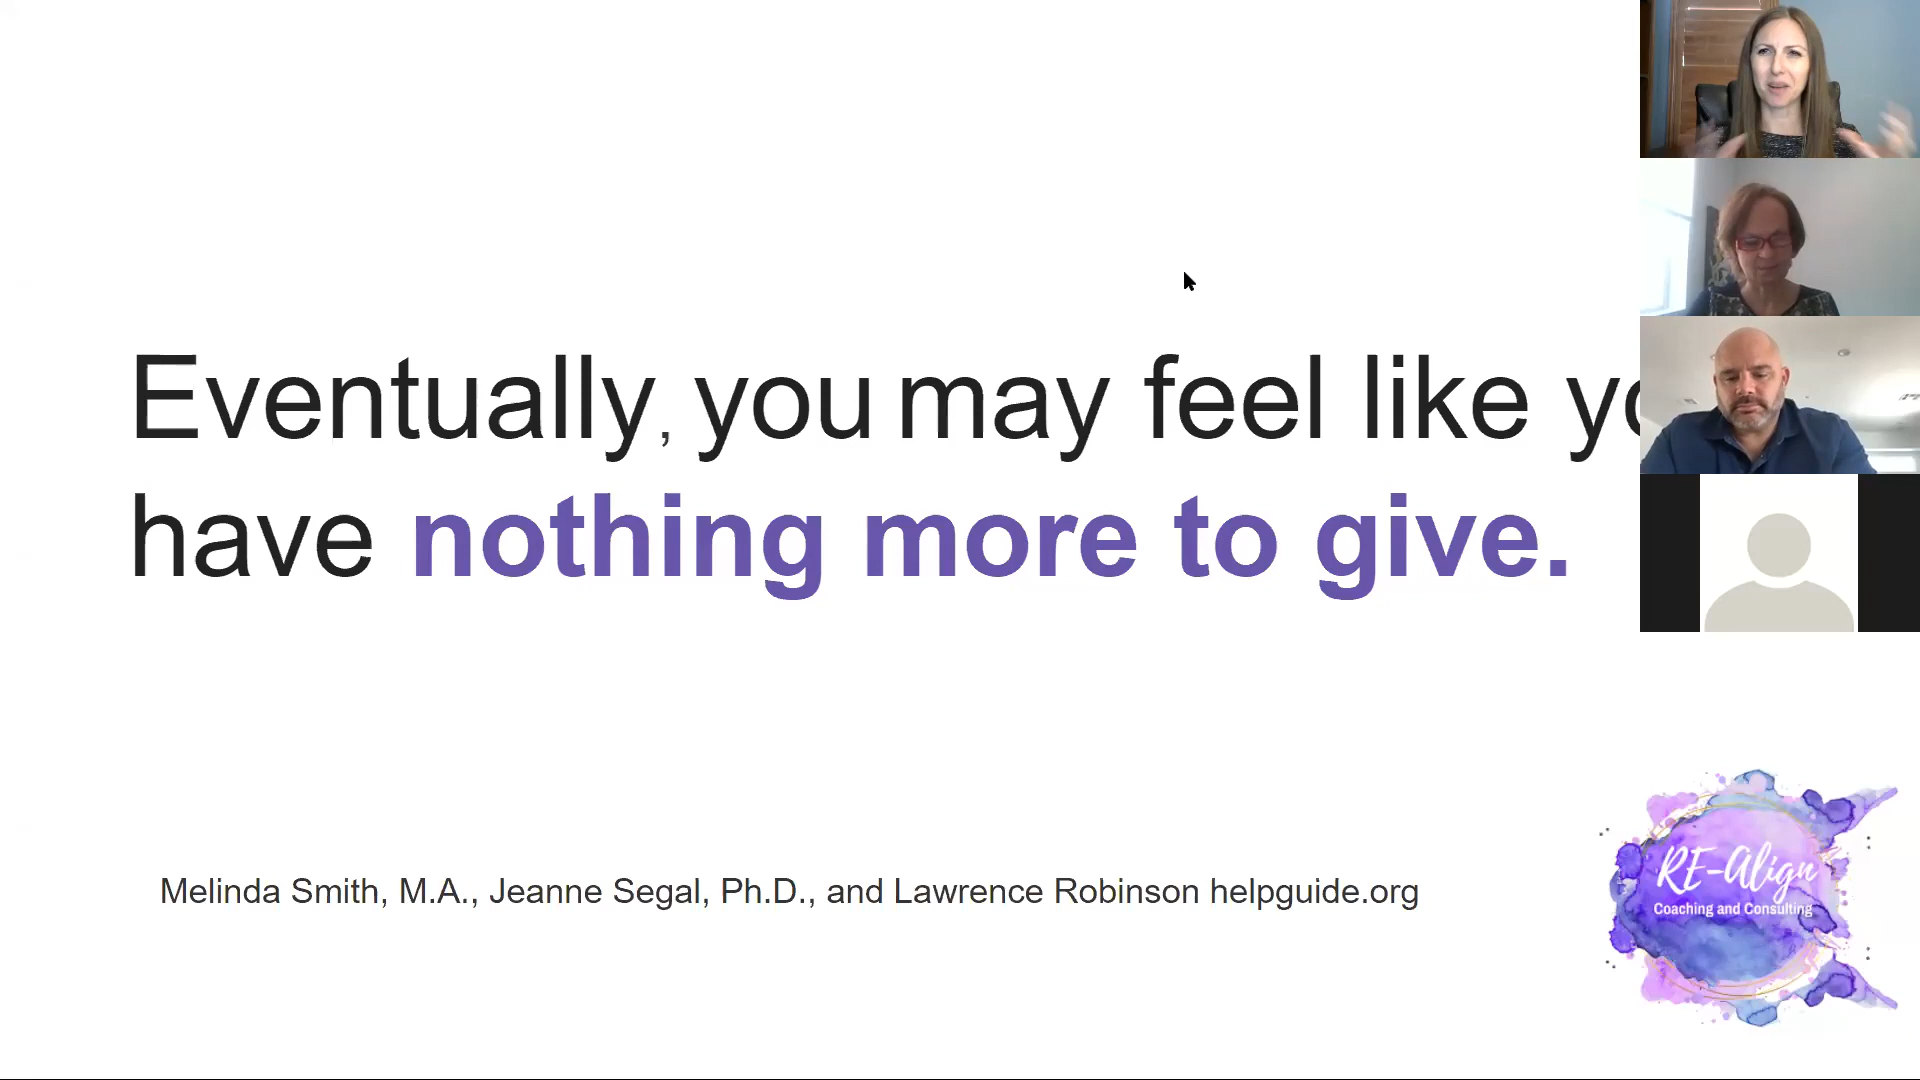 Eventually, you may feel like yo
have nothing more to give.
Melinda Smith, M.A., Jeanne Segal, Ph.D., and Lawrence Robinson helpguide.org
RE-Align
Coaching and Consulting